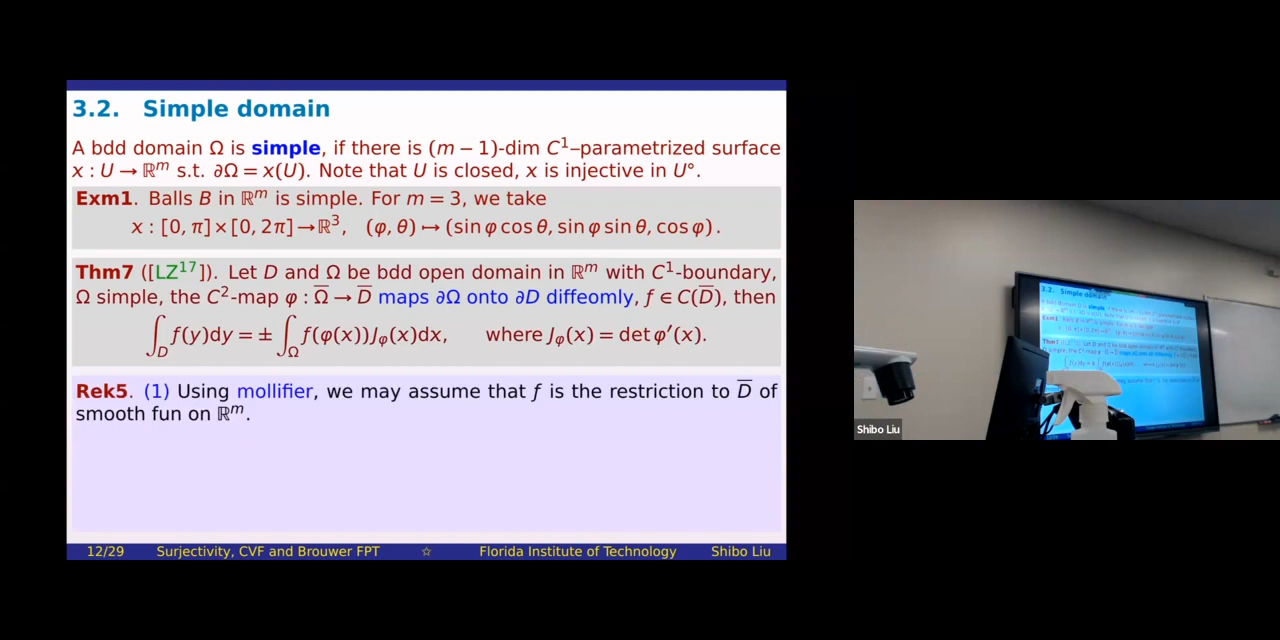 3.2. Simple domain
A bdd domain Ω is simple, if there is (m − 1)-dim C¹–parametrized surface
x : U → ℝᵐ s.t. ∂Ω = x(U). Note that U is closed, x is injective in U°.
Exm1. Balls B in ℝᵐ is simple. For m = 3, we take
x : [0, π] × [0, 2π] → ℝ³, (φ, θ) ↦ (sin φ cos θ, sin φ sin θ, cos φ).
Thm7 ([LZ¹⁷]). Let D and Ω be bdd open domain in ℝᵐ with C¹-boundary,
Ω simple, the C²-map φ : Ω̅ → D̅ maps ∂Ω onto ∂D diffeomly, f ∈ C(D̅), then
∫_D f(y)dy = ± ∫_Ω f(φ(x))J_φ(x)dx, where J_φ(x) = det φ′(x).
Rek5. (1) Using mollifier, we may assume that f is the restriction to D̅ of
smooth fun on ℝᵐ.
12/29 Surjectivity, CVF and Brouwer FPT ☆ Florida Institute of Technology Shibo Liu
Shibo Liu
3.2. Simple domain